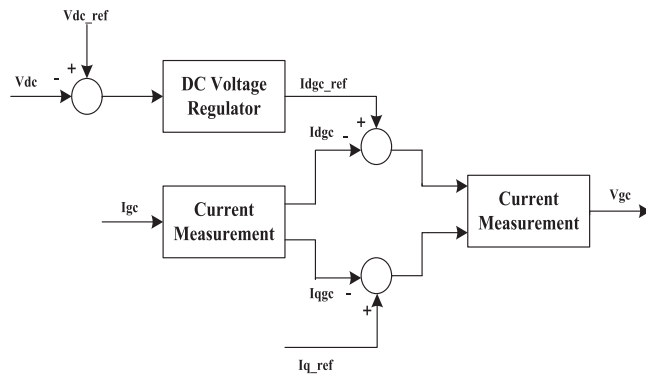 Vdc_ref
Vdc
-
+
DC Voltage
Regulator
Idgc_ref
+
-
Idgc
Igc
Current
Measurement
Current
Measurement
Vgc
Iqgc
-
+
Iq_ref